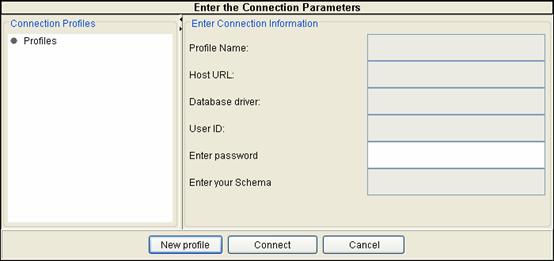 Enter the Connection Parameters
Connection Profiles
Profiles
Enter Connection Information
Profile Name:
Host URL:
Database driver:
User ID:
Enter password
Enter your Schema
New profile
Connect
Cancel